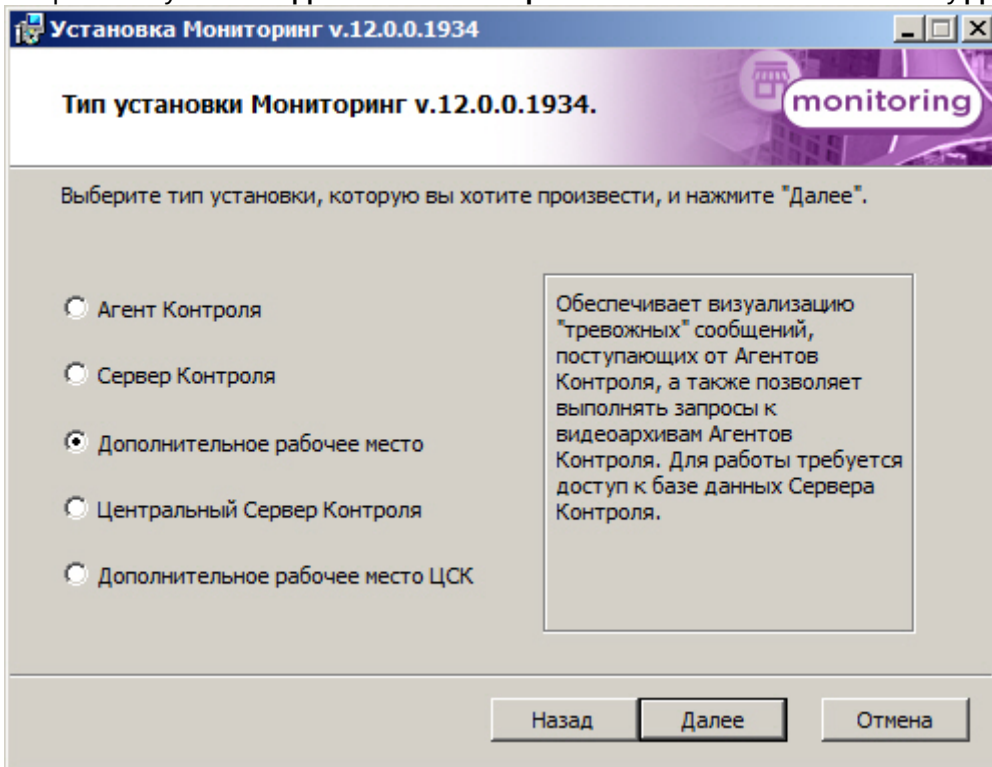 Установка Мониторинг v.12.0.0.1934
Тип установки Мониторинг v.12.0.0.1934.
monitoring
Выберите тип установки, которую вы хотите произвести, и нажмите "Далее".
Агент Контроля
Сервер Контроля
Дополнительное рабочее место
Центральный Сервер Контроля
Дополнительное рабочее место ЦСК
Обеспечивает визуализацию
"тревожных" сообщений,
поступающих от Агентов
Контроля, а также позволяет
выполнять запросы к
видеоархивам Агентов
Контроля. Для работы требуется
доступ к базе данных Сервера
Контроля.
Назад
Далее
Отмена